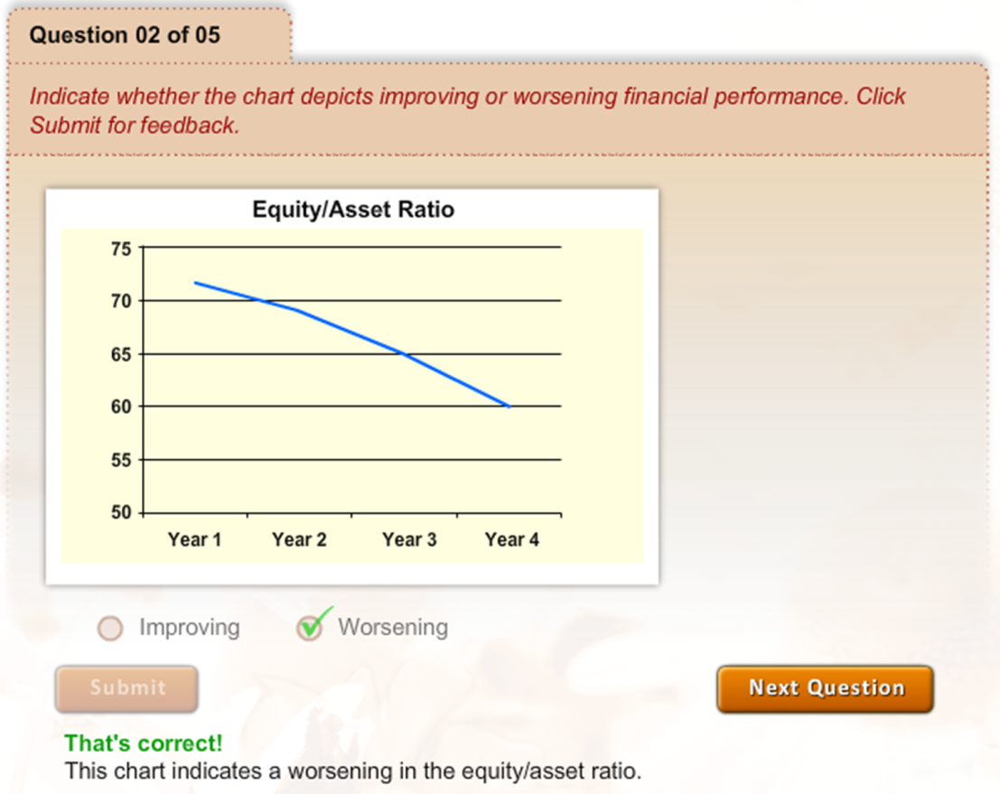 Question 02 of 05
Indicate whether the chart depicts improving or worsening financial performance. Click
Submit for feedback.
Equity/Asset Ratio
75
70
65
60
55
50
Year 1 Year 2 Year 3 Year 4
Improving Worsening
Submit Next Question
That's correct!
This chart indicates a worsening in the equity/asset ratio.